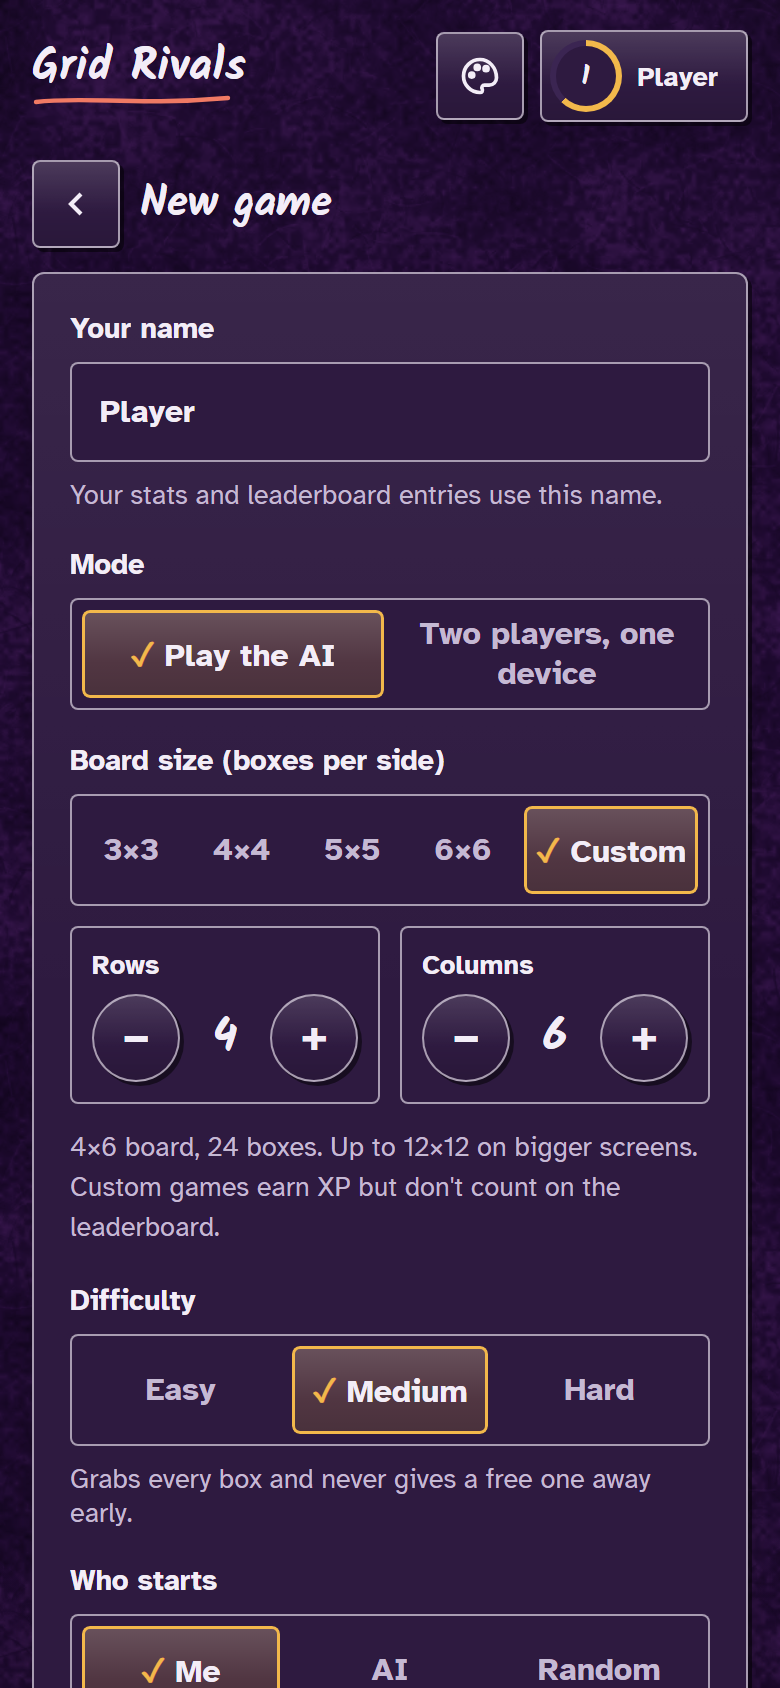 Grid Rivals
1
Player
New game
Your name
Player
Your stats and leaderboard entries use this name.
Mode
✓ Play the AI
Two players, one
device
Board size (boxes per side)
3×3 4×4 5×5 6×6 ✓ Custom
Rows
− 4 +
Columns
− 6 +
4×6 board, 24 boxes. Up to 12×12 on bigger screens.
Custom games earn XP but don't count on the
leaderboard.
Difficulty
Easy ✓ Medium Hard
Grabs every box and never gives a free one away
early.
Who starts
✓ Me AI Random